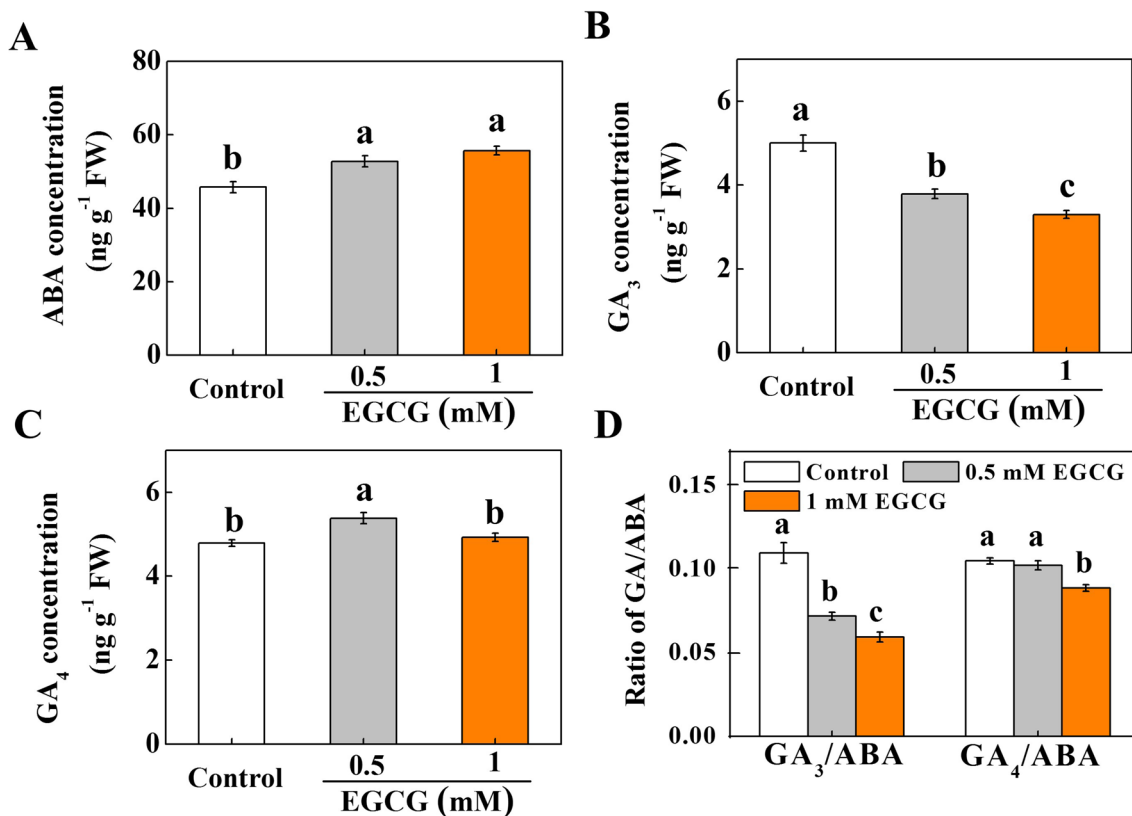 A
ABA concentration
(ng g⁻¹ FW)
80
60
40
20
0
b
a
a
Control
0.5
1
EGCG (mM)
B
GA₃ concentration
(ng g⁻¹ FW)
6
4
2
0
a
b
c
Control
0.5
1
EGCG (mM)
C
GA₄ concentration
(ng g⁻¹ FW)
6
4
2
0
b
a
b
Control
0.5
1
EGCG (mM)
D
Ratio of GA/ABA
0.15
0.10
0.05
0.00
Control
0.5 mM EGCG
1 mM EGCG
a
b
c
a
a
b
GA₃/ABA
GA₄/ABA